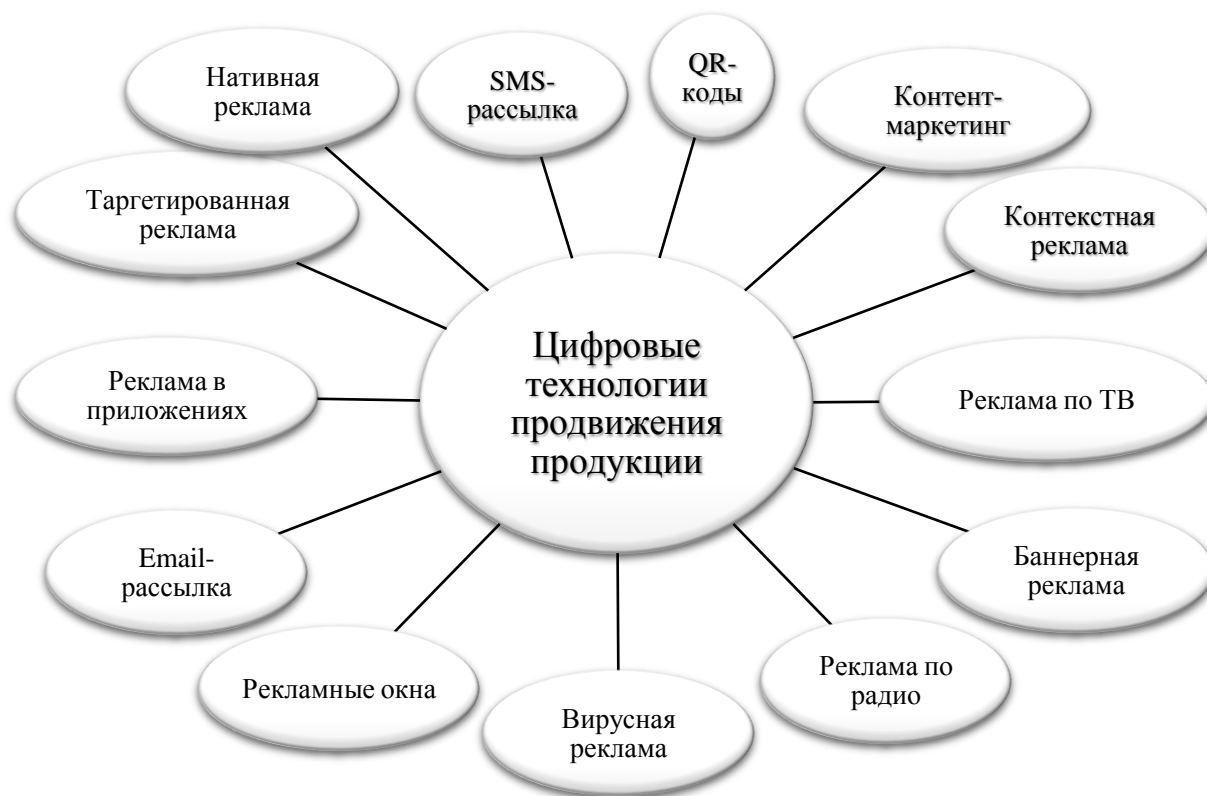 Нативная
реклама
SMS-
рассылка
QR-
коды
Контент-
маркетинг
Таргетированная
реклама
Контекстная
реклама
Цифровые
технологии
продвижения
продукции
Реклама в
приложениях
Реклама по ТВ
Email-
рассылка
Баннерная
реклама
Рекламные окна
Вирусная
реклама
Реклама по
радио